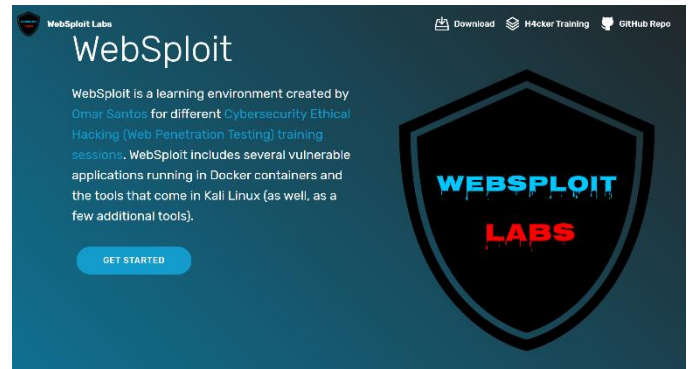 WebSploit Labs
Download
H4cker Training
GitHub Repo
WebSploit
WebSploit is a learning environment created by
Omar Santos for different Cybersecurity Ethical
Hacking (Web Penetration Testing) training
sessions. WebSploit includes several vulnerable
applications running in Docker containers and
the tools that come in Kali Linux (as well, as a
few additional tools).
GET STARTED
WEBSPLOIT
LABS